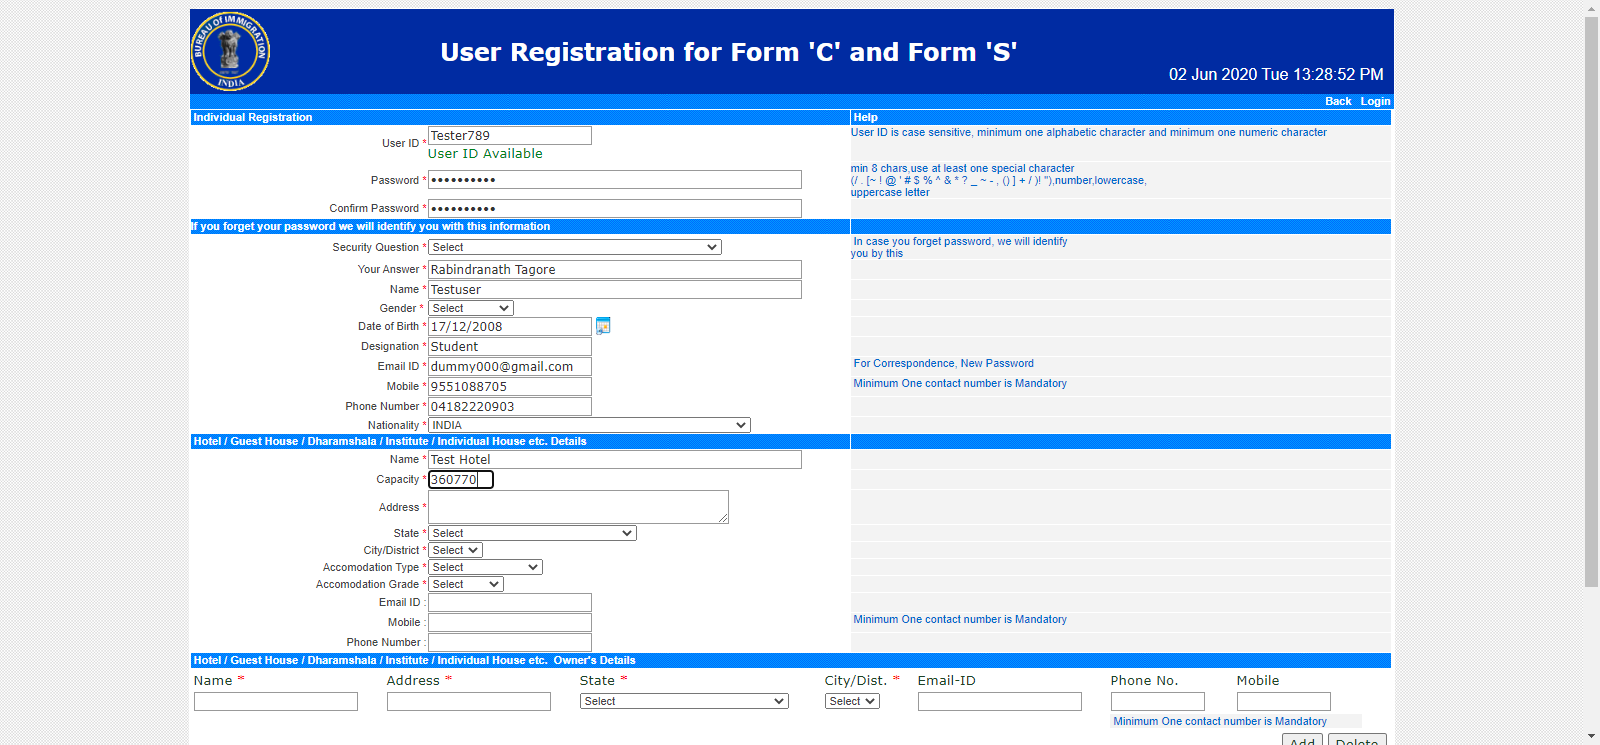 BUREAU OF IMMIGRATION
INDIA
User Registration for Form 'C' and Form 'S'
02 Jun 2020 Tue 13:28:52 PM
Back Login
Individual Registration Help
User ID * Tester789 User ID is case sensitive, minimum one alphabetic character and minimum one numeric character
User ID Available
Password * •••••••••• min 8 chars,use at least one special character
(/ . [~ ! @ ' # $ % ^ & * ? _ ~ - , () ] + / )! "),number,lowercase,
uppercase letter
Confirm Password * ••••••••••
If you forget your password we will identify you with this information
Security Question * Select In case you forget password, we will identify
you by this
Your Answer * Rabindranath Tagore
Name * Testuser
Gender * Select
Date of Birth * 17/12/2008
Designation * Student
Email ID * dummy000@gmail.com For Correspondence, New Password
Mobile * 9551088705 Minimum One contact number is Mandatory
Phone Number * 04182220903
Nationality * INDIA
Hotel / Guest House / Dharamshala / Institute / Individual House etc. Details
Name * Test Hotel
Capacity * 360770
Address *
State * Select
City/District * Select
Accomodation Type * Select
Accomodation Grade * Select
Email ID :
Mobile : Minimum One contact number is Mandatory
Phone Number :
Hotel / Guest House / Dharamshala / Institute / Individual House etc. Owner's Details
Name * Address * State * City/Dist. * Email-ID Phone No. Mobile
Select Select
Minimum One contact number is Mandatory
Add Delete